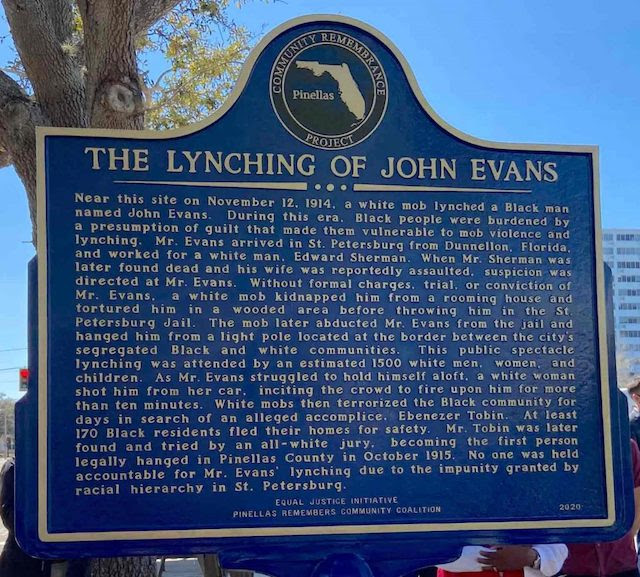 COMMUNITY REMEMBRANCE
Pinellas
PROJECT
THE LYNCHING OF JOHN EVANS
Near this site on November 12, 1914, a white mob lynched a Black man
named John Evans. During this era, Black people were burdened by
a presumption of guilt that made them vulnerable to mob violence and
lynching. Mr. Evans arrived in St. Petersburg from Dunnellon, Florida,
and worked for a white man, Edward Sherman. When Mr. Sherman was
later found dead and his wife was reportedly assaulted, suspicion was
directed at Mr. Evans. Without formal charges, trial, or conviction of
Mr. Evans, a white mob kidnapped him from a rooming house and
tortured him in a wooded area before throwing him in the St.
Petersburg Jail. The mob later abducted Mr. Evans from the jail and
hanged him from a light pole located at the border between the city's
segregated Black and white communities. This public spectacle
lynching was attended by an estimated 1500 white men, women, and
children. As Mr. Evans struggled to hold himself aloft, a white woman
shot him from her car, inciting the crowd to fire upon him for more
than ten minutes. White mobs then terrorized the Black community for
days in search of an alleged accomplice, Ebenezer Tobin. At least
170 Black residents fled their homes for safety. Mr. Tobin was later
found and tried by an all-white jury, becoming the first person
legally hanged in Pinellas County in October 1915. No one was held
accountable for Mr. Evans' lynching due to the impunity granted by
racial hierarchy in St. Petersburg.
EQUAL JUSTICE INITIATIVE
PINELLAS REMEMBERS COMMUNITY COALITION
2020